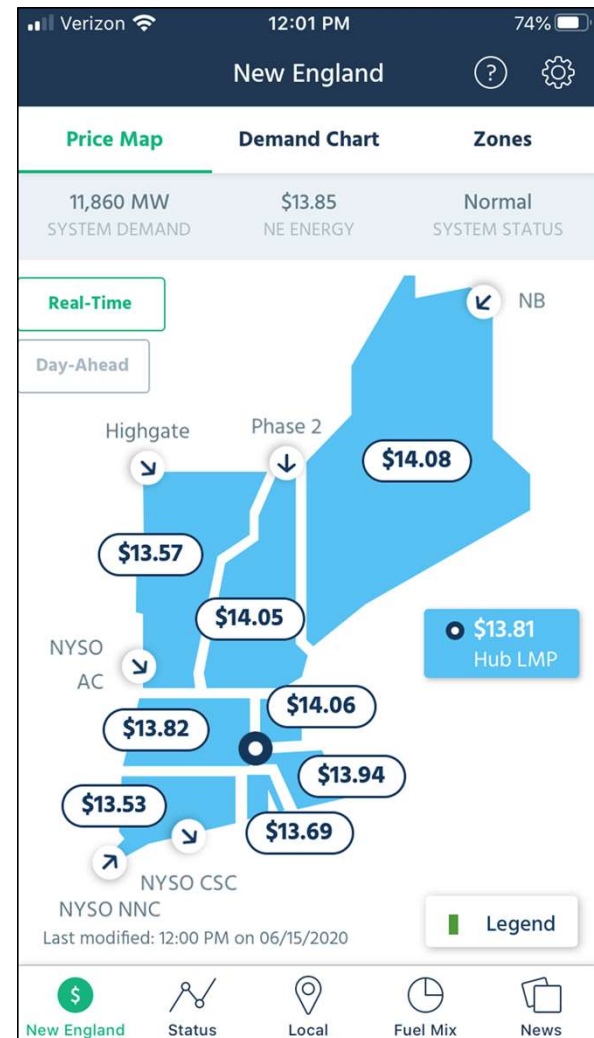 Verizon 12:01 PM 74%
New England ?
Price Map Demand Chart Zones
11,860 MW $13.85 Normal
SYSTEM DEMAND NE ENERGY SYSTEM STATUS
Real-Time
NB
Day-Ahead
Highgate Phase 2
$14.08
$13.57
$14.05
$13.81
Hub LMP
NYSO
AC
$14.06
$13.82
$13.94
$13.53
$13.69
NYSO CSC
NYSO NNC
Legend
Last modified: 12:00 PM on 06/15/2020
$
New England Status Local Fuel Mix News